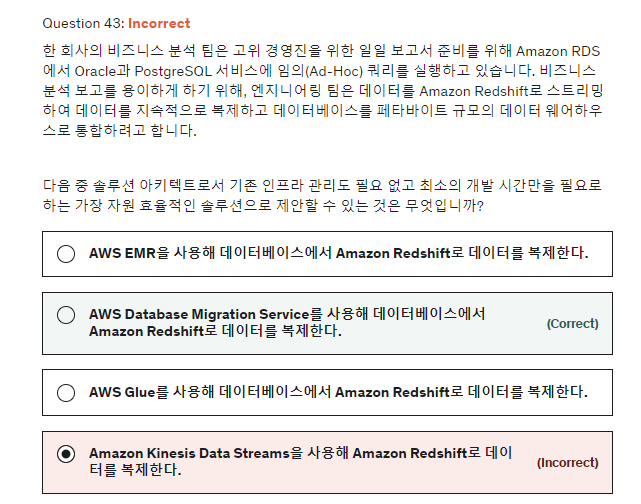 Question 43: Incorrect
한 회사의 비즈니스 분석 팀은 고위 경영진을 위한 일일 보고서 준비를 위해 Amazon RDS
에서 Oracle과 PostgreSQL 서비스에 임의(Ad-Hoc) 쿼리를 실행하고 있습니다. 비즈니스
분석 보고를 용이하게 하기 위해, 엔지니어링 팀은 데이터를 Amazon Redshift로 스트리밍
하여 데이터를 지속적으로 복제하고 데이터베이스를 페타바이트 규모의 데이터 웨어하우
스로 통합하려고 합니다.
다음 중 솔루션 아키텍트로서 기존 인프라 관리도 필요 없고 최소의 개발 시간만을 필요로
하는 가장 자원 효율적인 솔루션으로 제안할 수 있는 것은 무엇입니까?
AWS EMR을 사용해 데이터베이스에서 Amazon Redshift로 데이터를 복제한다.
AWS Database Migration Service를 사용해 데이터베이스에서
Amazon Redshift로 데이터를 복제한다.
(Correct)
AWS Glue를 사용해 데이터베이스에서 Amazon Redshift로 데이터를 복제한다.
Amazon Kinesis Data Streams을 사용해 Amazon Redshift로 데이
터를 복제한다.
(Incorrect)